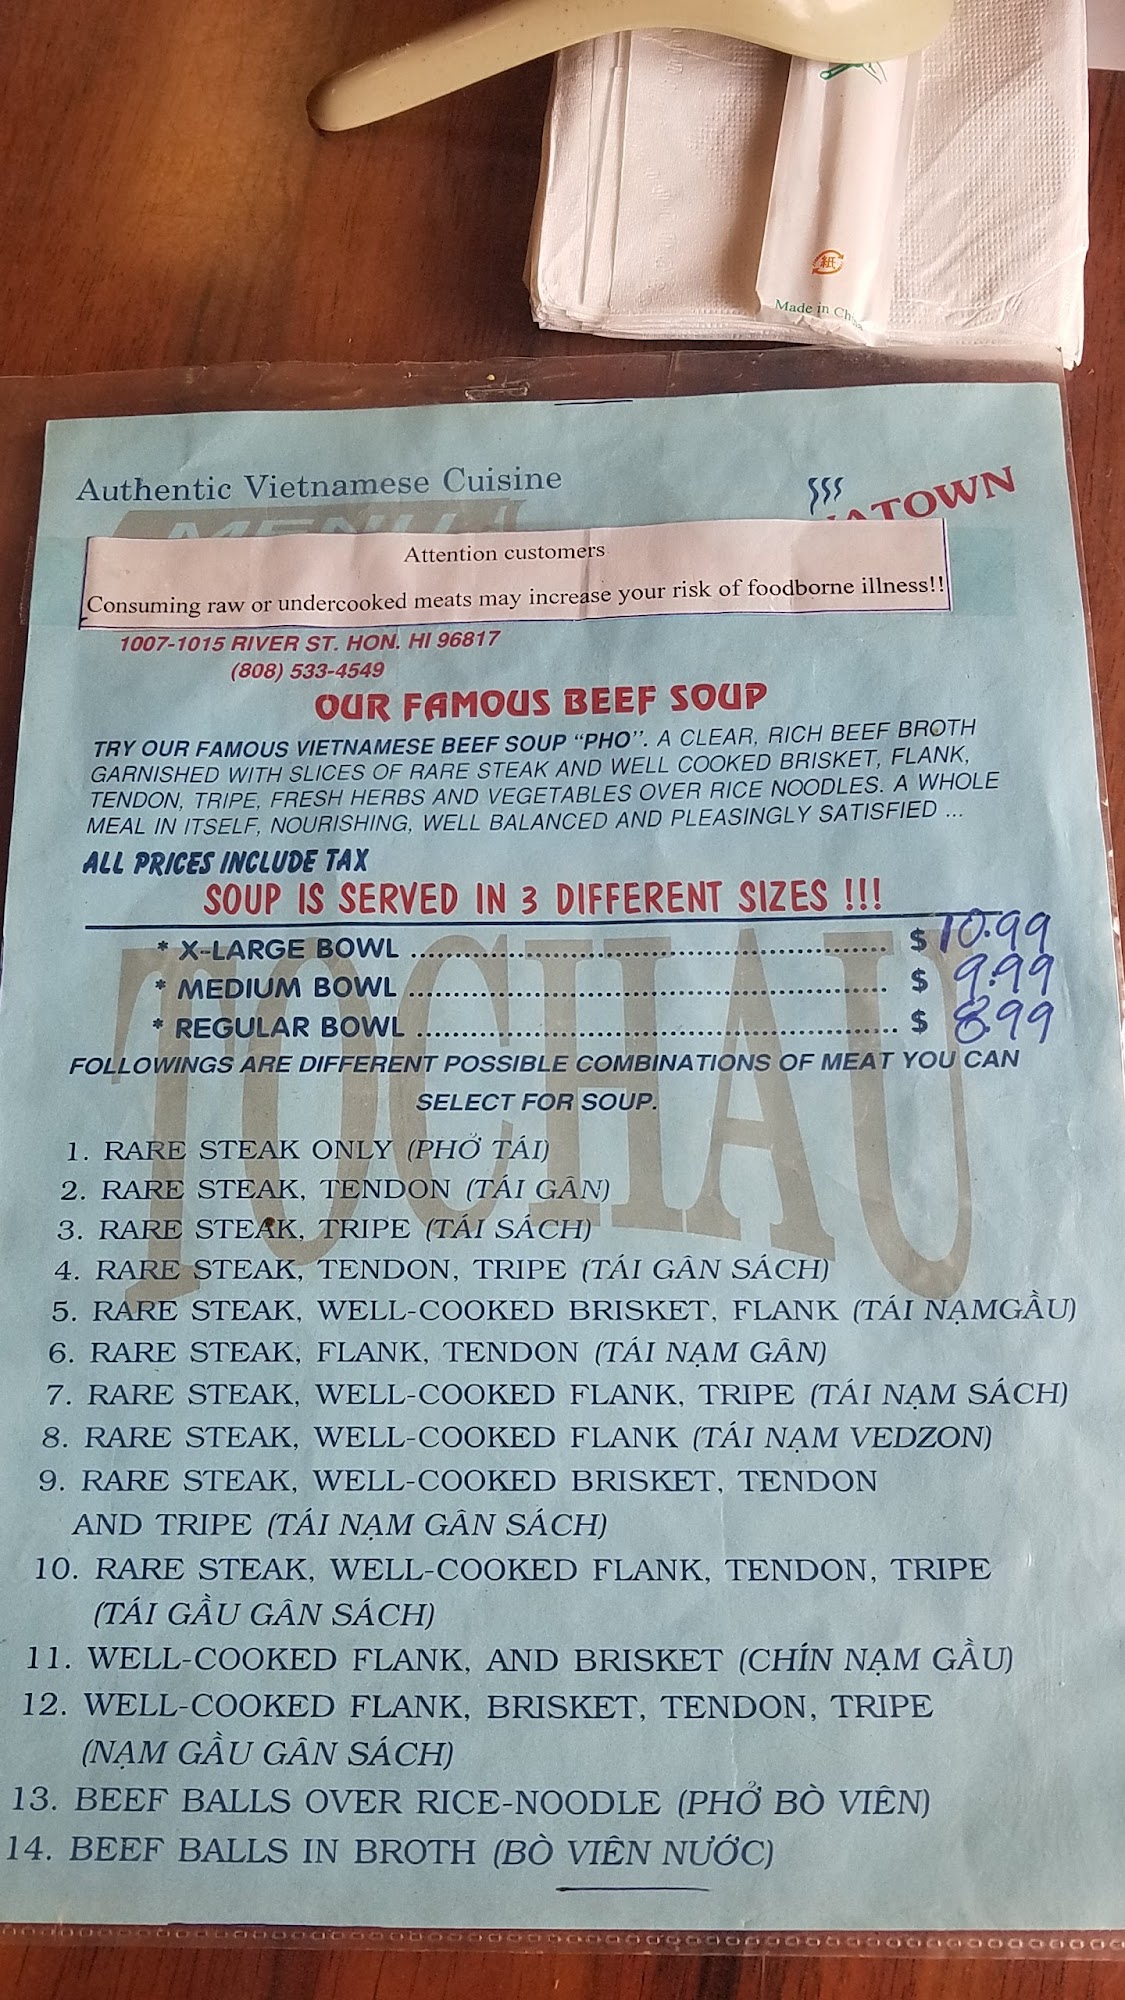 紙
Made in
Authentic Vietnamese Cuisine
MENU
Attention customers
Consuming raw or undercooked meats may increase your risk of foodborne illness!!
1007-1015 RIVER ST. HON. HI 96817
(808) 533-4549
OUR FAMOUS BEEF SOUP
TRY OUR FAMOUS VIETNAMESE BEEF SOUP “PHO”. A CLEAR, RICH BEEF BROTH
GARNISHED WITH SLICES OF RARE STEAK AND WELL COOKED BRISKET, FLANK,
TENDON, TRIPE, FRESH HERBS AND VEGETABLES OVER RICE NOODLES. A WHOLE
MEAL IN ITSELF, NOURISHING, WELL BALANCED AND PLEASINGLY SATISFIED ...
ALL PRICES INCLUDE TAX
SOUP IS SERVED IN 3 DIFFERENT SIZES !!!
* X-LARGE BOWL ........................................................ $ 10.99
* MEDIUM BOWL ........................................................ $ 9.99
* REGULAR BOWL ........................................................ $ 8.99
TOCHAU
FOLLOWINGS ARE DIFFERENT POSSIBLE COMBINATIONS OF MEAT YOU CAN
SELECT FOR SOUP.
1. RARE STEAK ONLY (PHỞ TÁI)
2. RARE STEAK, TENDON (TÁI GÂN)
3. RARE STEAK, TRIPE (TÁI SÁCH)
4. RARE STEAK, TENDON, TRIPE (TÁI GÂN SÁCH)
5. RARE STEAK, WELL-COOKED BRISKET, FLANK (TÁI NẠMGẦU)
6. RARE STEAK, FLANK, TENDON (TÁI NẠM GÂN)
7. RARE STEAK, WELL-COOKED FLANK, TRIPE (TÁI NẠM SÁCH)
8. RARE STEAK, WELL-COOKED FLANK (TÁI NẠM VEDZON)
9. RARE STEAK, WELL-COOKED BRISKET, TENDON
AND TRIPE (TÁI NẠM GÂN SÁCH)
10. RARE STEAK, WELL-COOKED FLANK, TENDON, TRIPE
(TÁI GẦU GÂN SÁCH)
11. WELL-COOKED FLANK, AND BRISKET (CHÍN NẠM GẦU)
12. WELL-COOKED FLANK, BRISKET, TENDON, TRIPE
(NẠM GẦU GÂN SÁCH)
13. BEEF BALLS OVER RICE-NOODLE (PHỞ BÒ VIÊN)
14. BEEF BALLS IN BROTH (BÒ VIÊN NƯỚC)